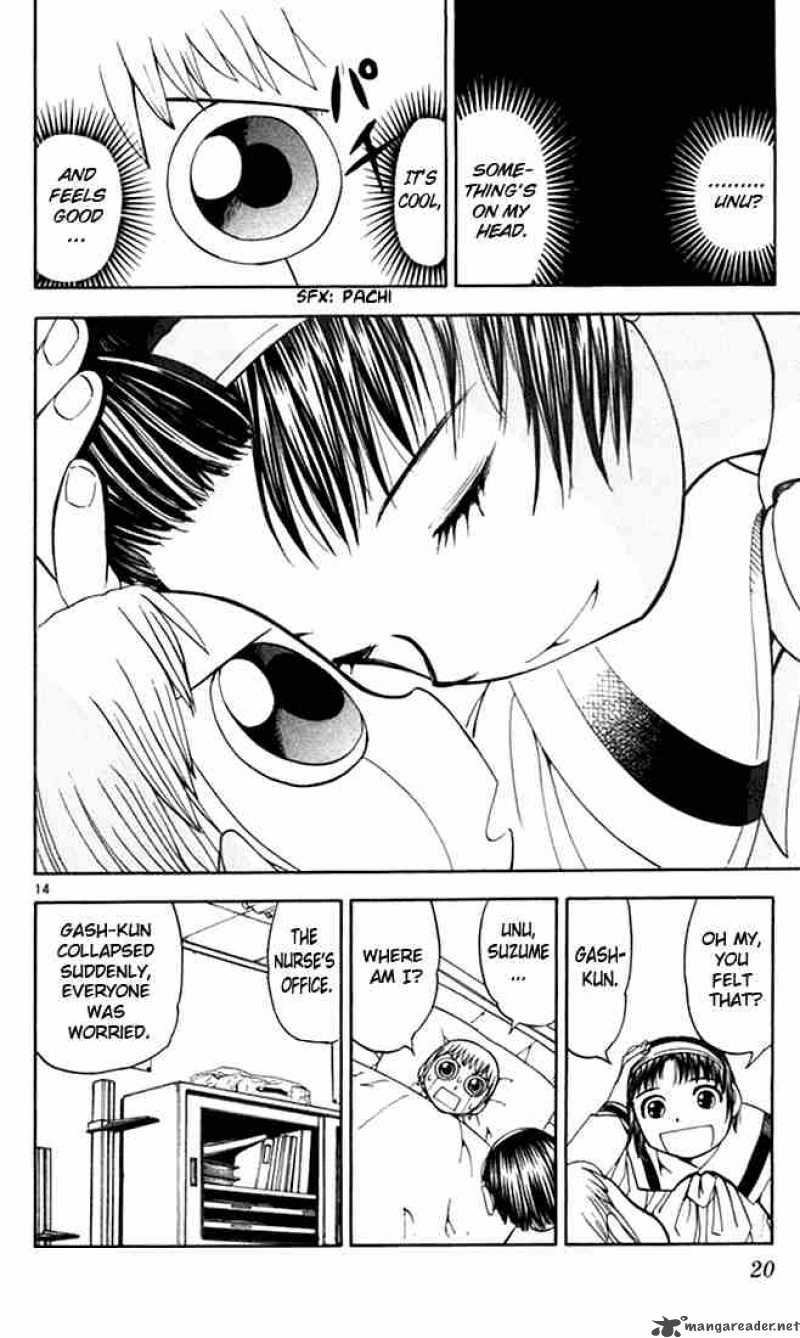 .........
UNU?
SOME-
THING'S
ON MY
HEAD.
パチ
IT'S
COOL,
AND
FEELS
GOOD
...
SFX: PACHI
14
OH MY,
YOU
FELT
THAT?
GASH-
KUN.
UNU,
SUZUME
...
WHERE
AM I?
THE
NURSE'S
OFFICE.
GASH-KUN
COLLAPSED
SUDDENLY,
EVERYONE
WAS
WORRIED.
20
mangareader.net